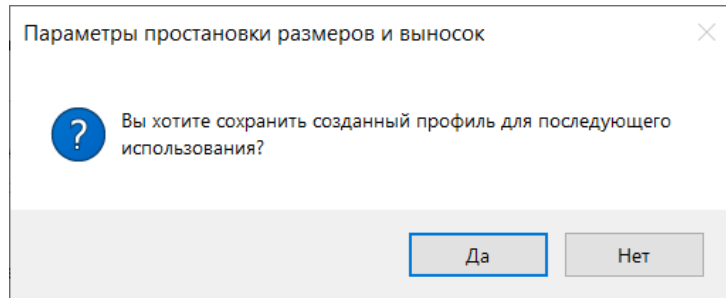 Параметры простановки размеров и выносок
Вы хотите сохранить созданный профиль для последующего
использования?
Да
Нет